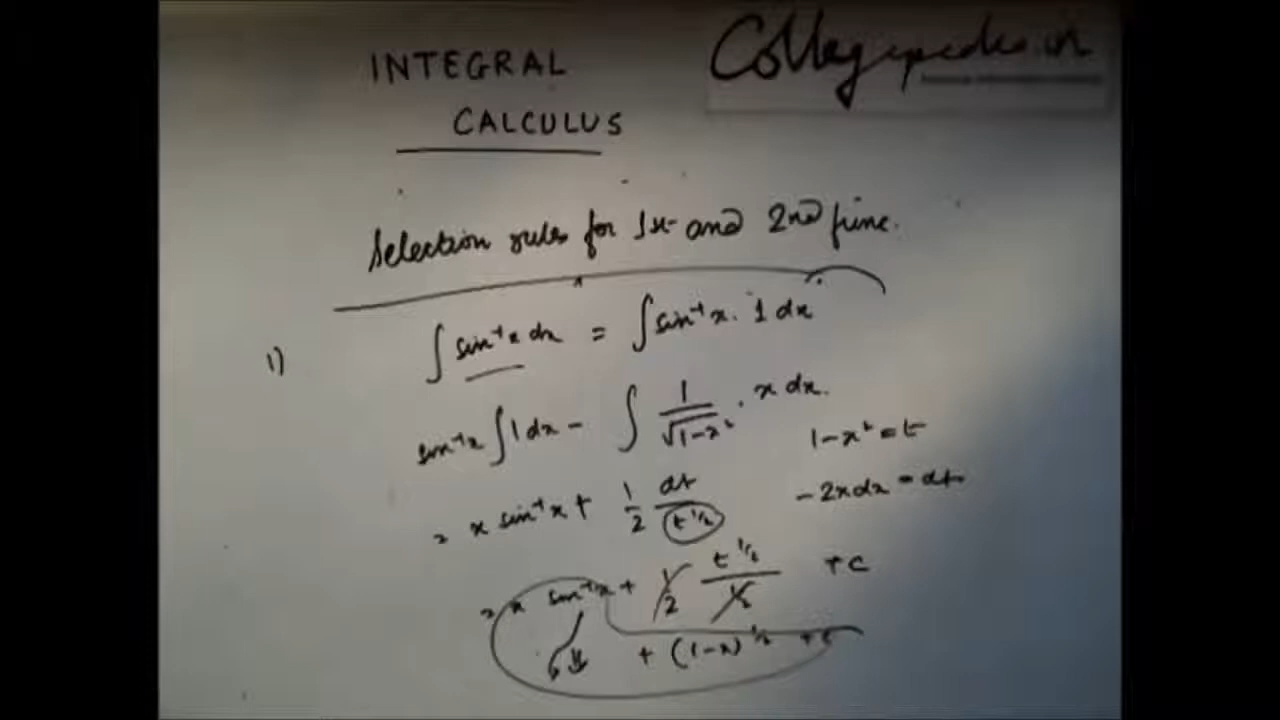 INTEGRAL
Collegepedia.in
CALCULUS
Selection rules for 1st and 2nd func.
1) ∫ sin⁻¹x dx = ∫ sin⁻¹x . 1 dx
sin⁻¹x ∫ 1 dx - ∫ 1/√(1-x²) . x dx.
1-x² = t
= x sin⁻¹x + 1/2 dt/t^1/2
-2x dx = dt
= x sin⁻¹x + 1/2 t^1/2/1/2 + c
+ (1-x)^1/2 + c